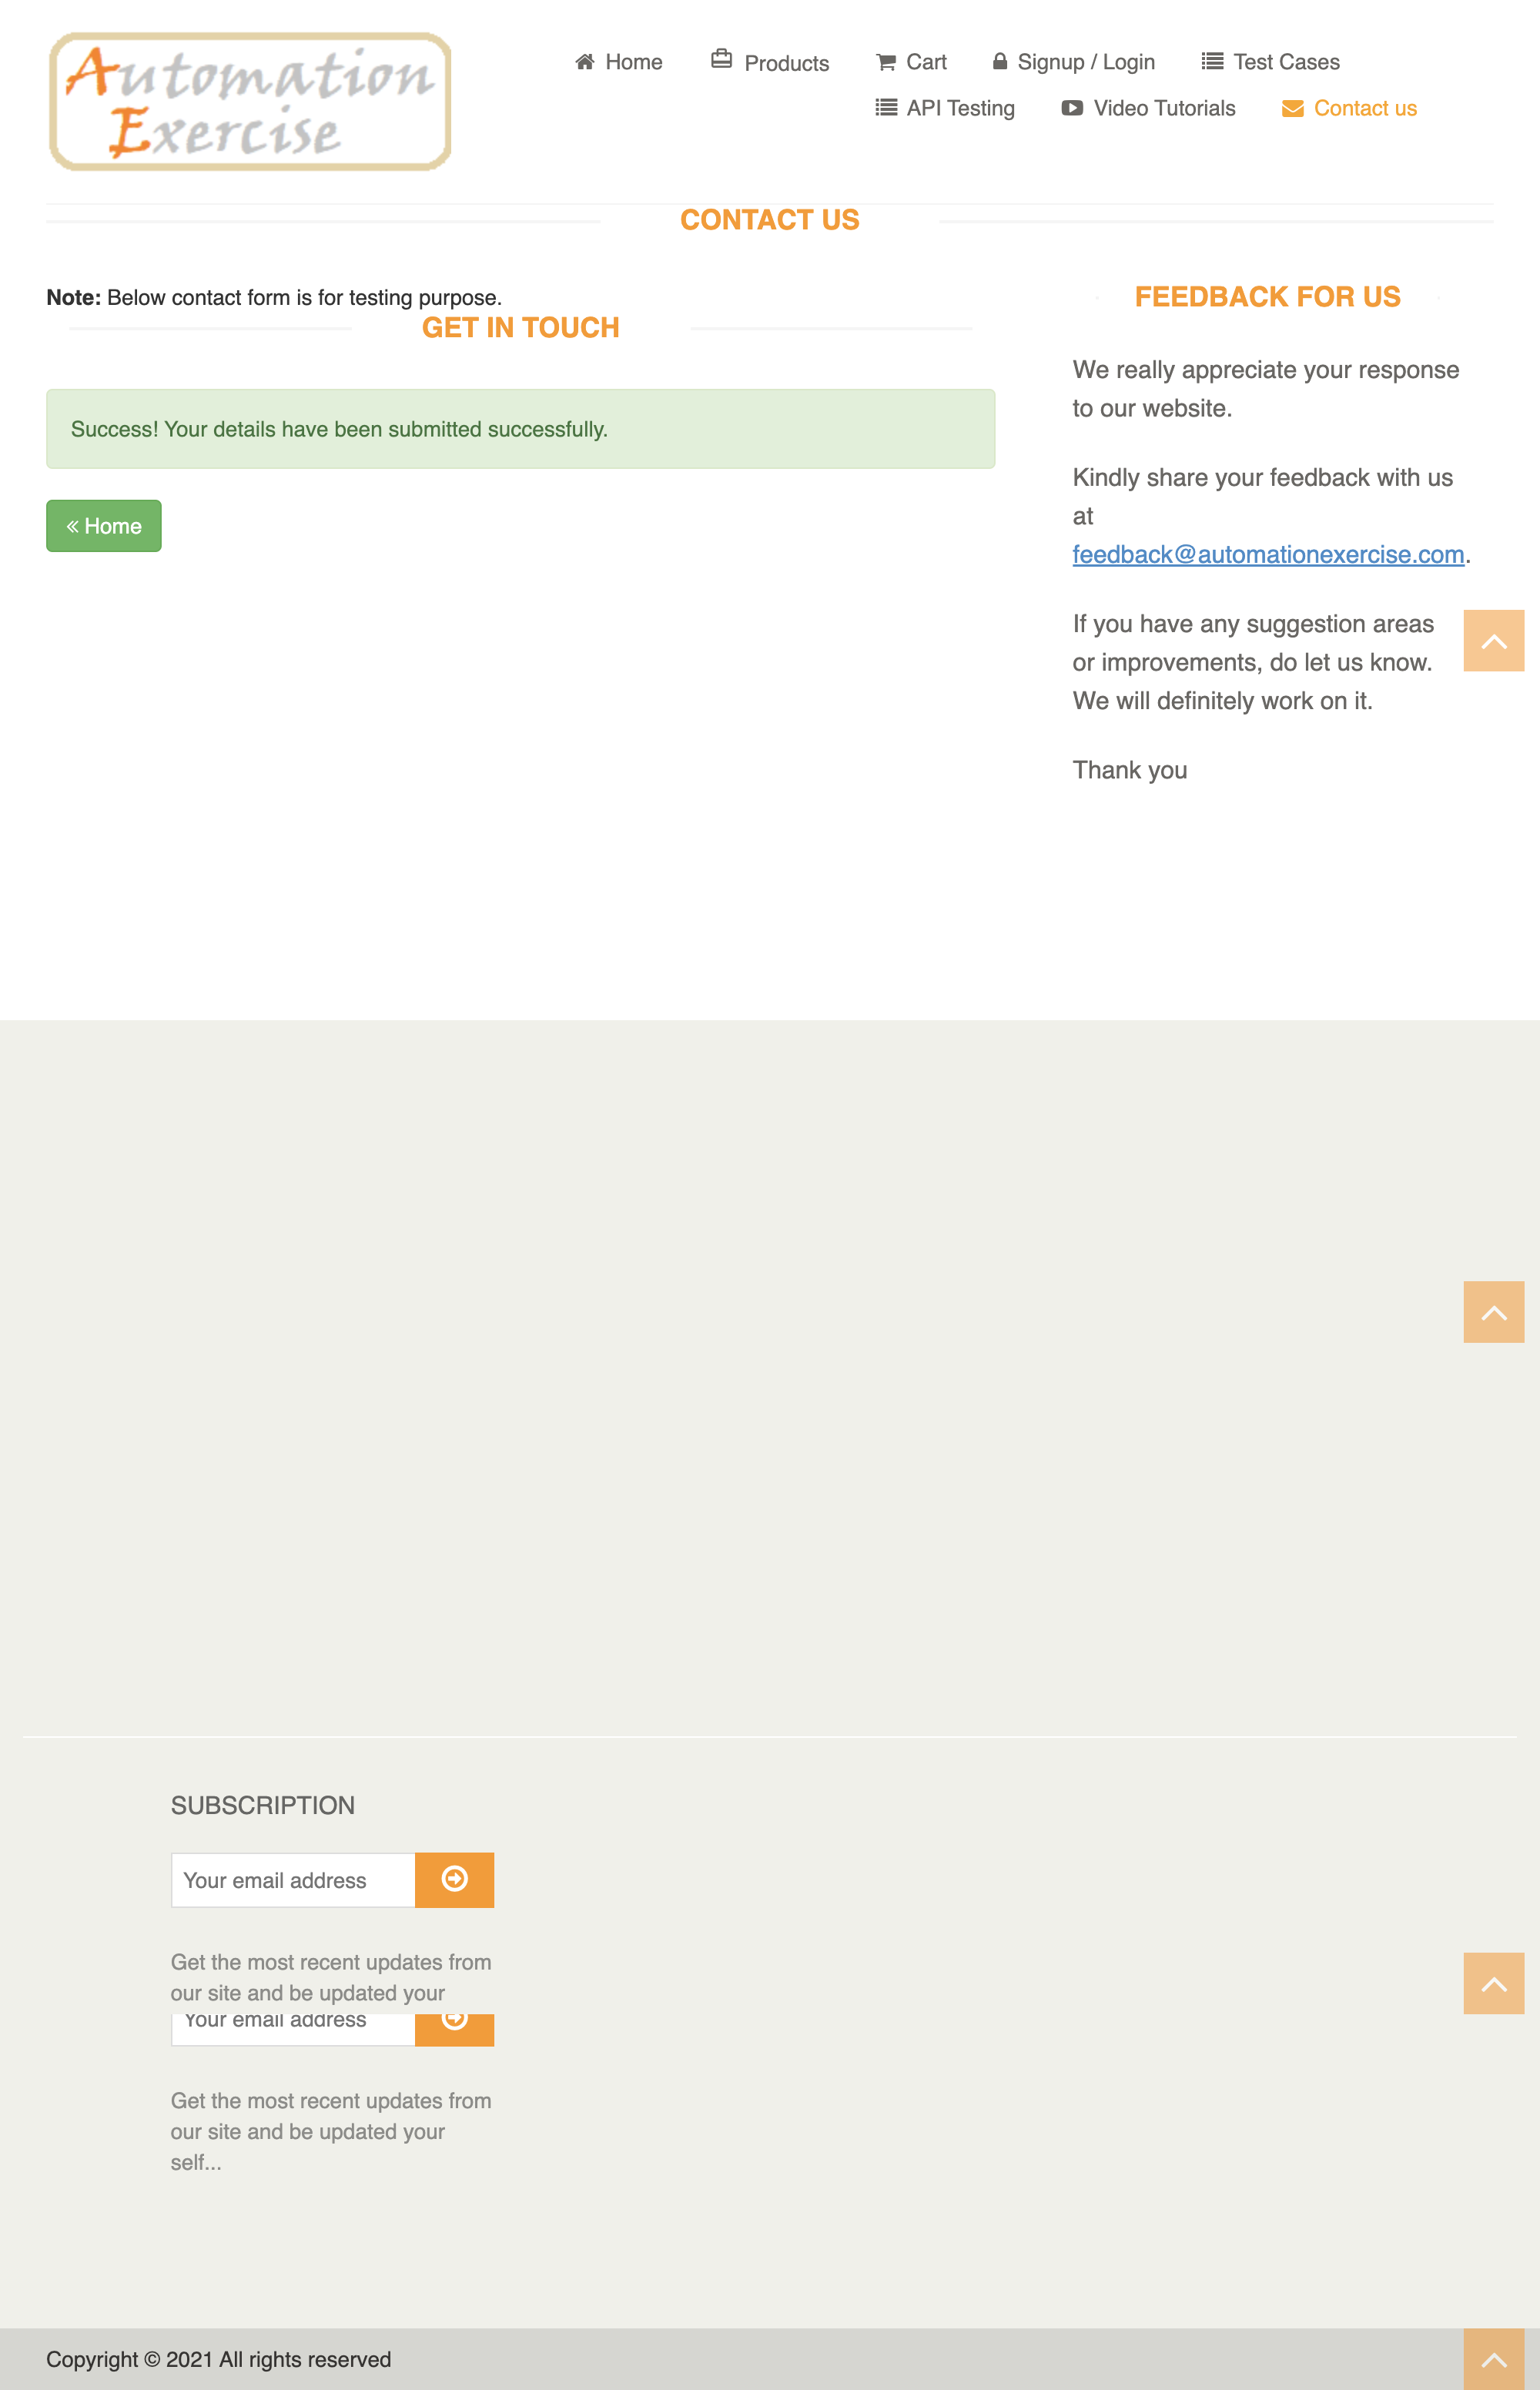 Automation
Exercise
Home
Products
Cart
Signup / Login
Test Cases
API Testing
Video Tutorials
Contact us
CONTACT US
Note: Below contact form is for testing purpose.
GET IN TOUCH
Success! Your details have been submitted successfully.
« Home
FEEDBACK FOR US
We really appreciate your response
to our website.
Kindly share your feedback with us
at
feedback@automationexercise.com.
If you have any suggestion areas
or improvements, do let us know.
We will definitely work on it.
Thank you
SUBSCRIPTION
Your email address
Get the most recent updates from
our site and be updated your
Your email address
Get the most recent updates from
our site and be updated your
self...
Copyright © 2021 All rights reserved